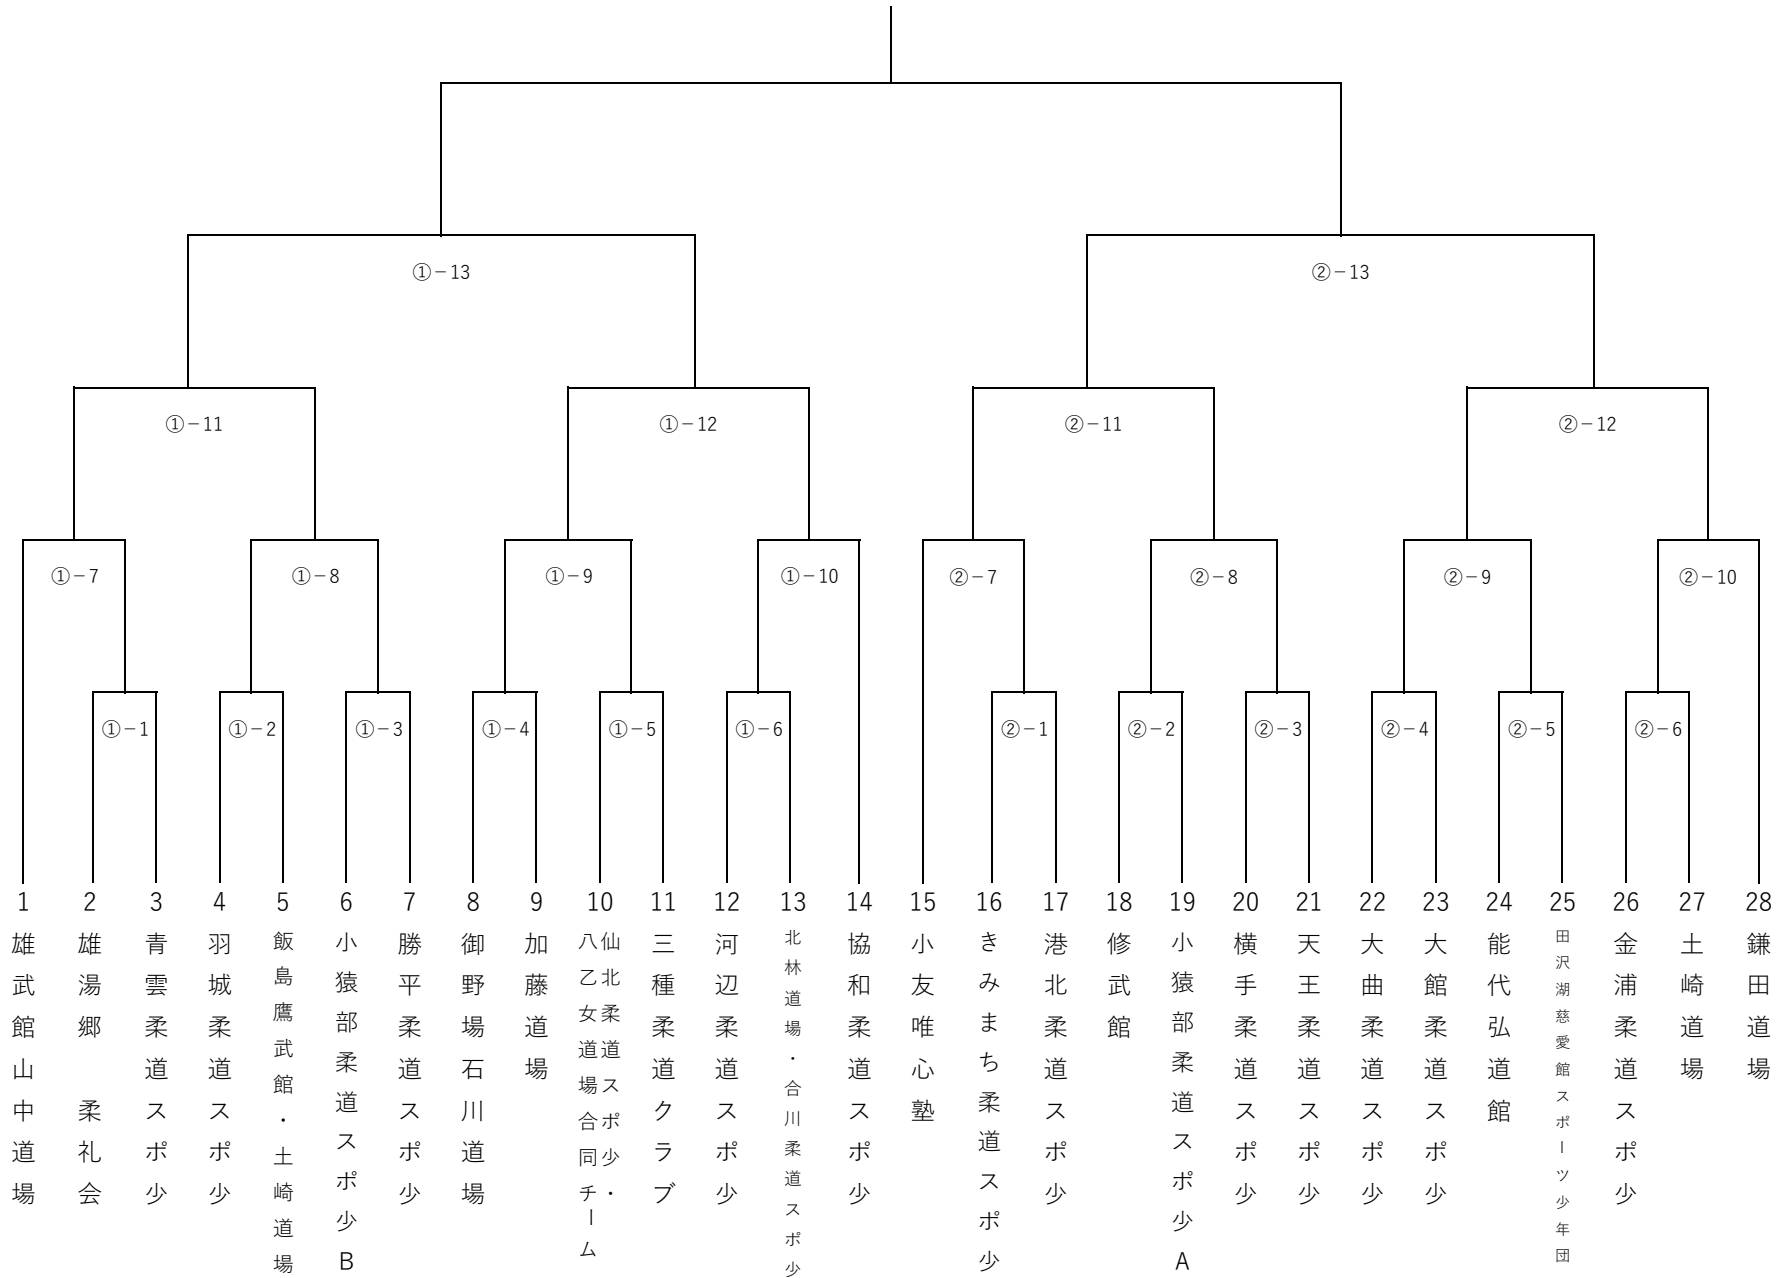 ①－13
②－13
①－11
①－12
②－11
②－12
①－7
①－8
①－9
①－10
②－7
②－8
②－9
②－10
①－1
①－2
①－3
①－4
①－5
①－6
②－1
②－2
②－3
②－4
②－5
②－6
1
雄武館山中道場
2
雄湯郷　柔礼会
3
青雲柔道スポ少
4
羽城柔道スポ少
5
飯島鷹武館・土崎道場
6
小猿部柔道スポ少B
7
勝平柔道スポ少
8
御野場石川道場
9
加藤道場
10
仙北柔道スポ少・
八乙女道場合同チーム
11
三種柔道クラブ
12
河辺柔道スポ少
13
北林道場・合川柔道スポ少
14
協和柔道スポ少
15
小友唯心塾
16
きみまち柔道スポ少
17
港北柔道スポ少
18
修武館
19
小猿部柔道スポ少A
20
横手柔道スポ少
21
天王柔道スポ少
22
大曲柔道スポ少
23
大館柔道スポ少
24
能代弘道館
25
田沢湖慈愛館スポーツ少年団
26
金浦柔道スポ少
27
土崎道場
28
鎌田道場